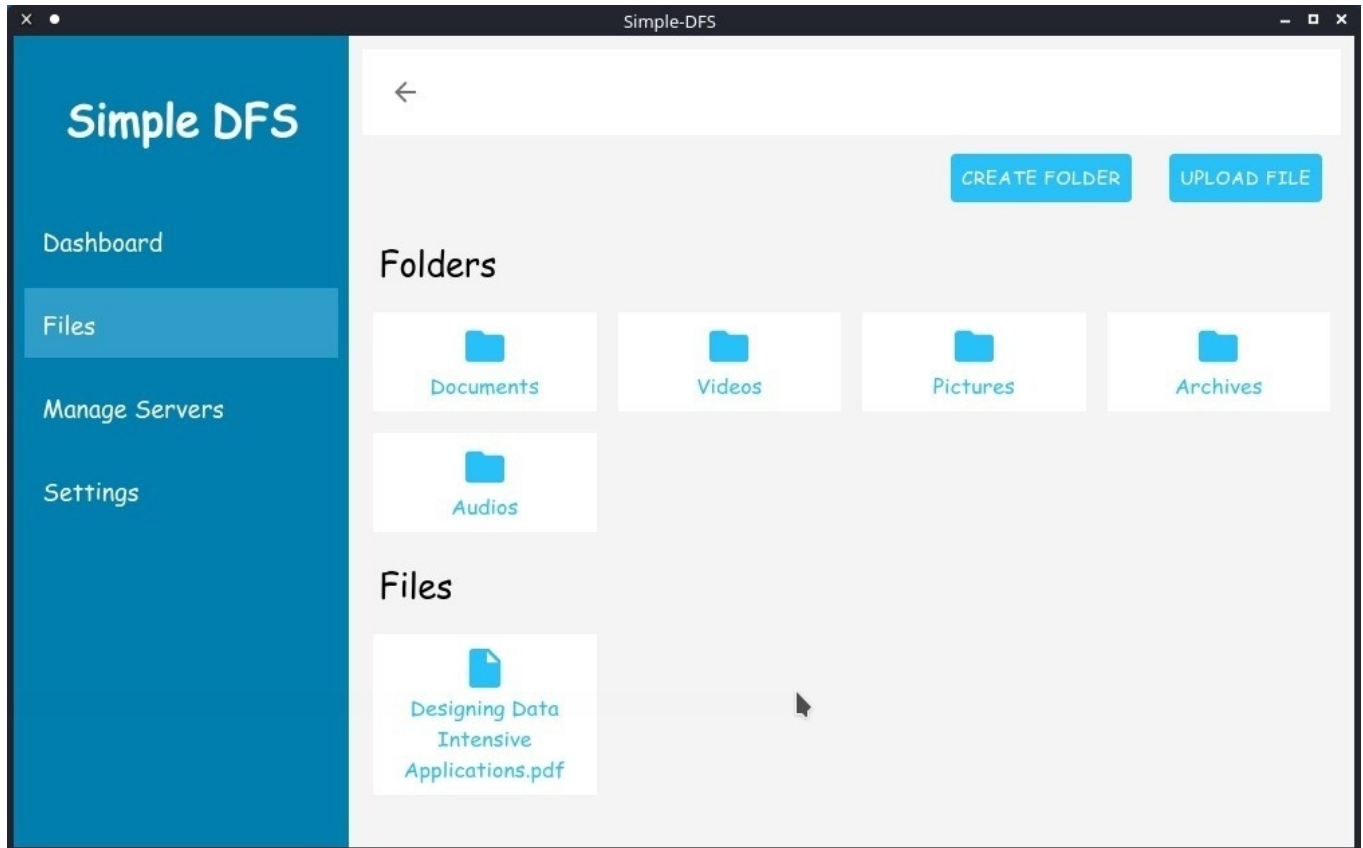 Simple-DFS
Simple DFS
Dashboard
Files
Manage Servers
Settings
CREATE FOLDER
UPLOAD FILE
Folders
Documents
Videos
Pictures
Archives
Audios
Files
Designing Data
Intensive
Applications.pdf